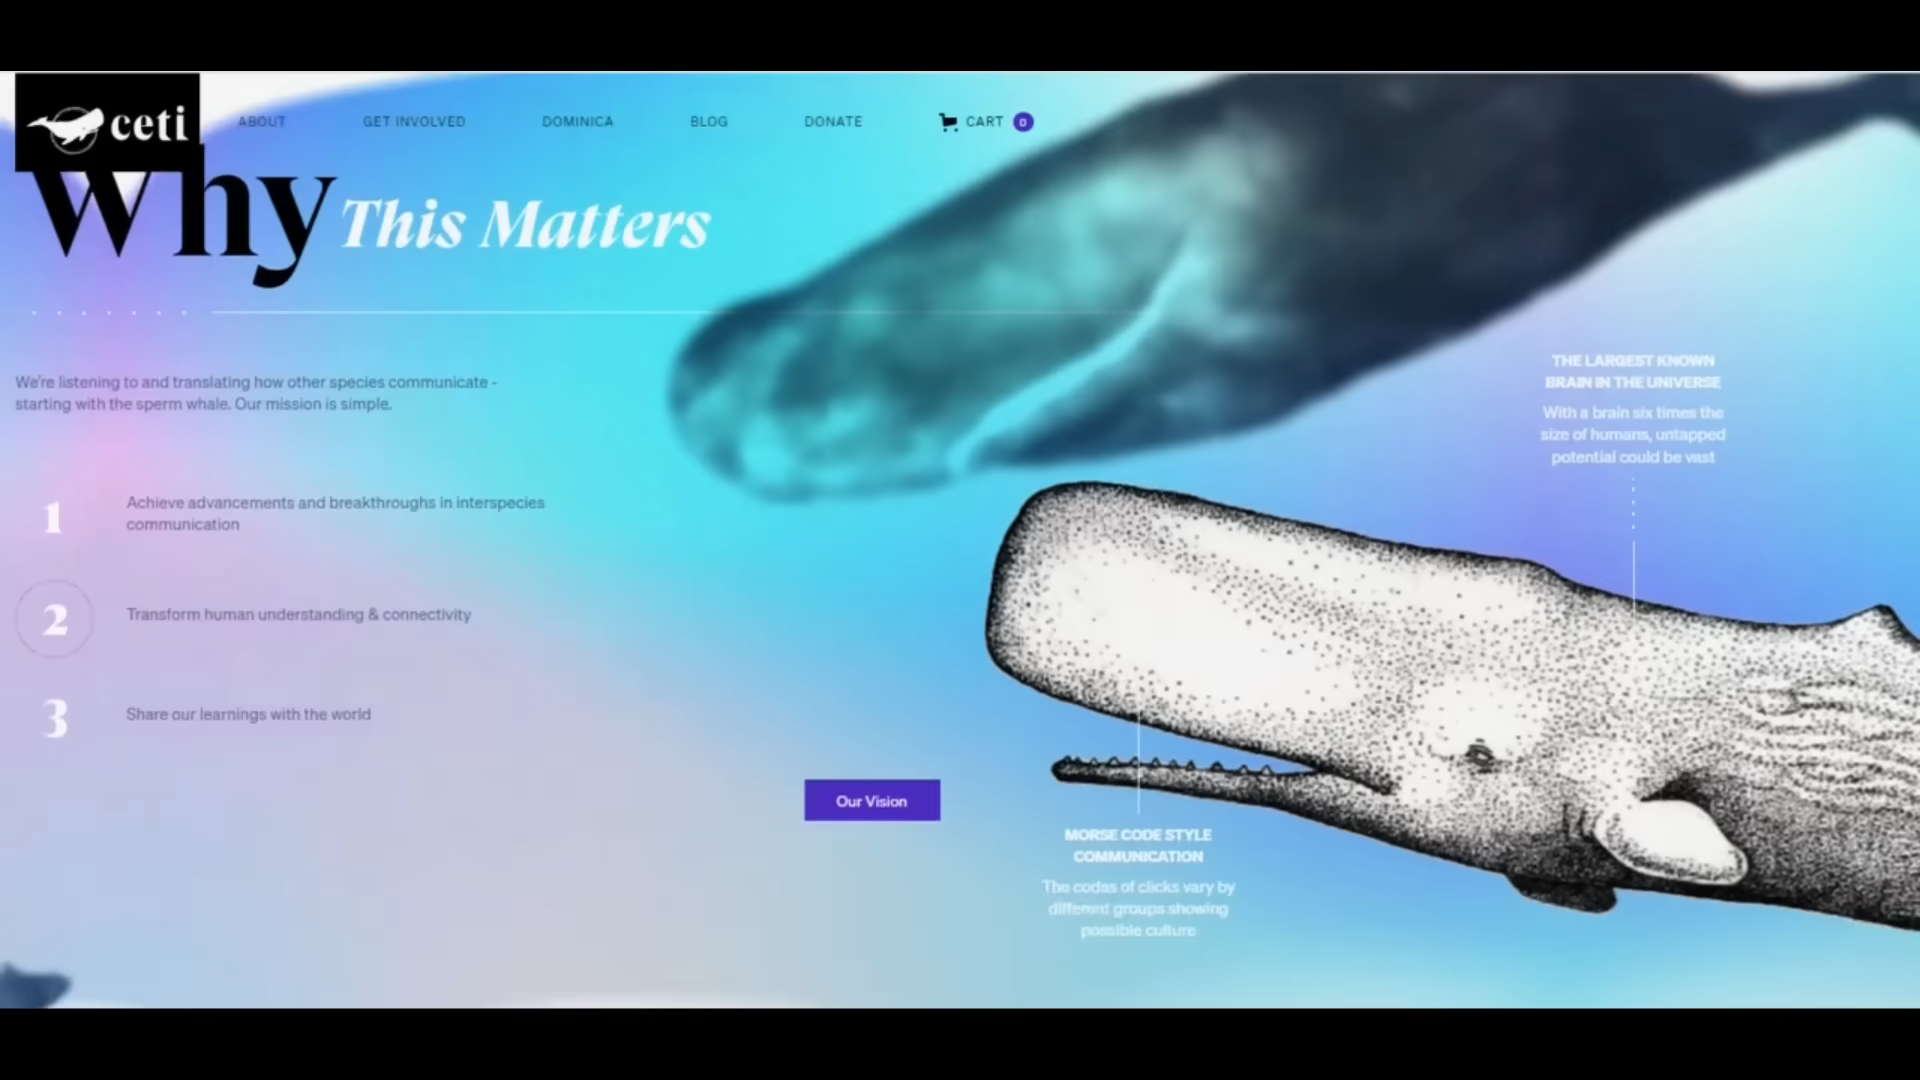 ceti
ABOUT
GET INVOLVED
DOMINICA
BLOG
DONATE
CART 0
Why This Matters
We're listening to and translating how other species communicate -
starting with the sperm whale. Our mission is simple.
1
Achieve advancements and breakthroughs in interspecies
communication
2
Transform human understanding & connectivity
3
Share our learnings with the world
Our Vision
THE LARGEST KNOWN
BRAIN IN THE UNIVERSE
With a brain six times the
size of humans, untapped
potential could be vast
MORSE CODE STYLE
COMMUNICATION
The codas of clicks vary by
different groups showing
possible culture